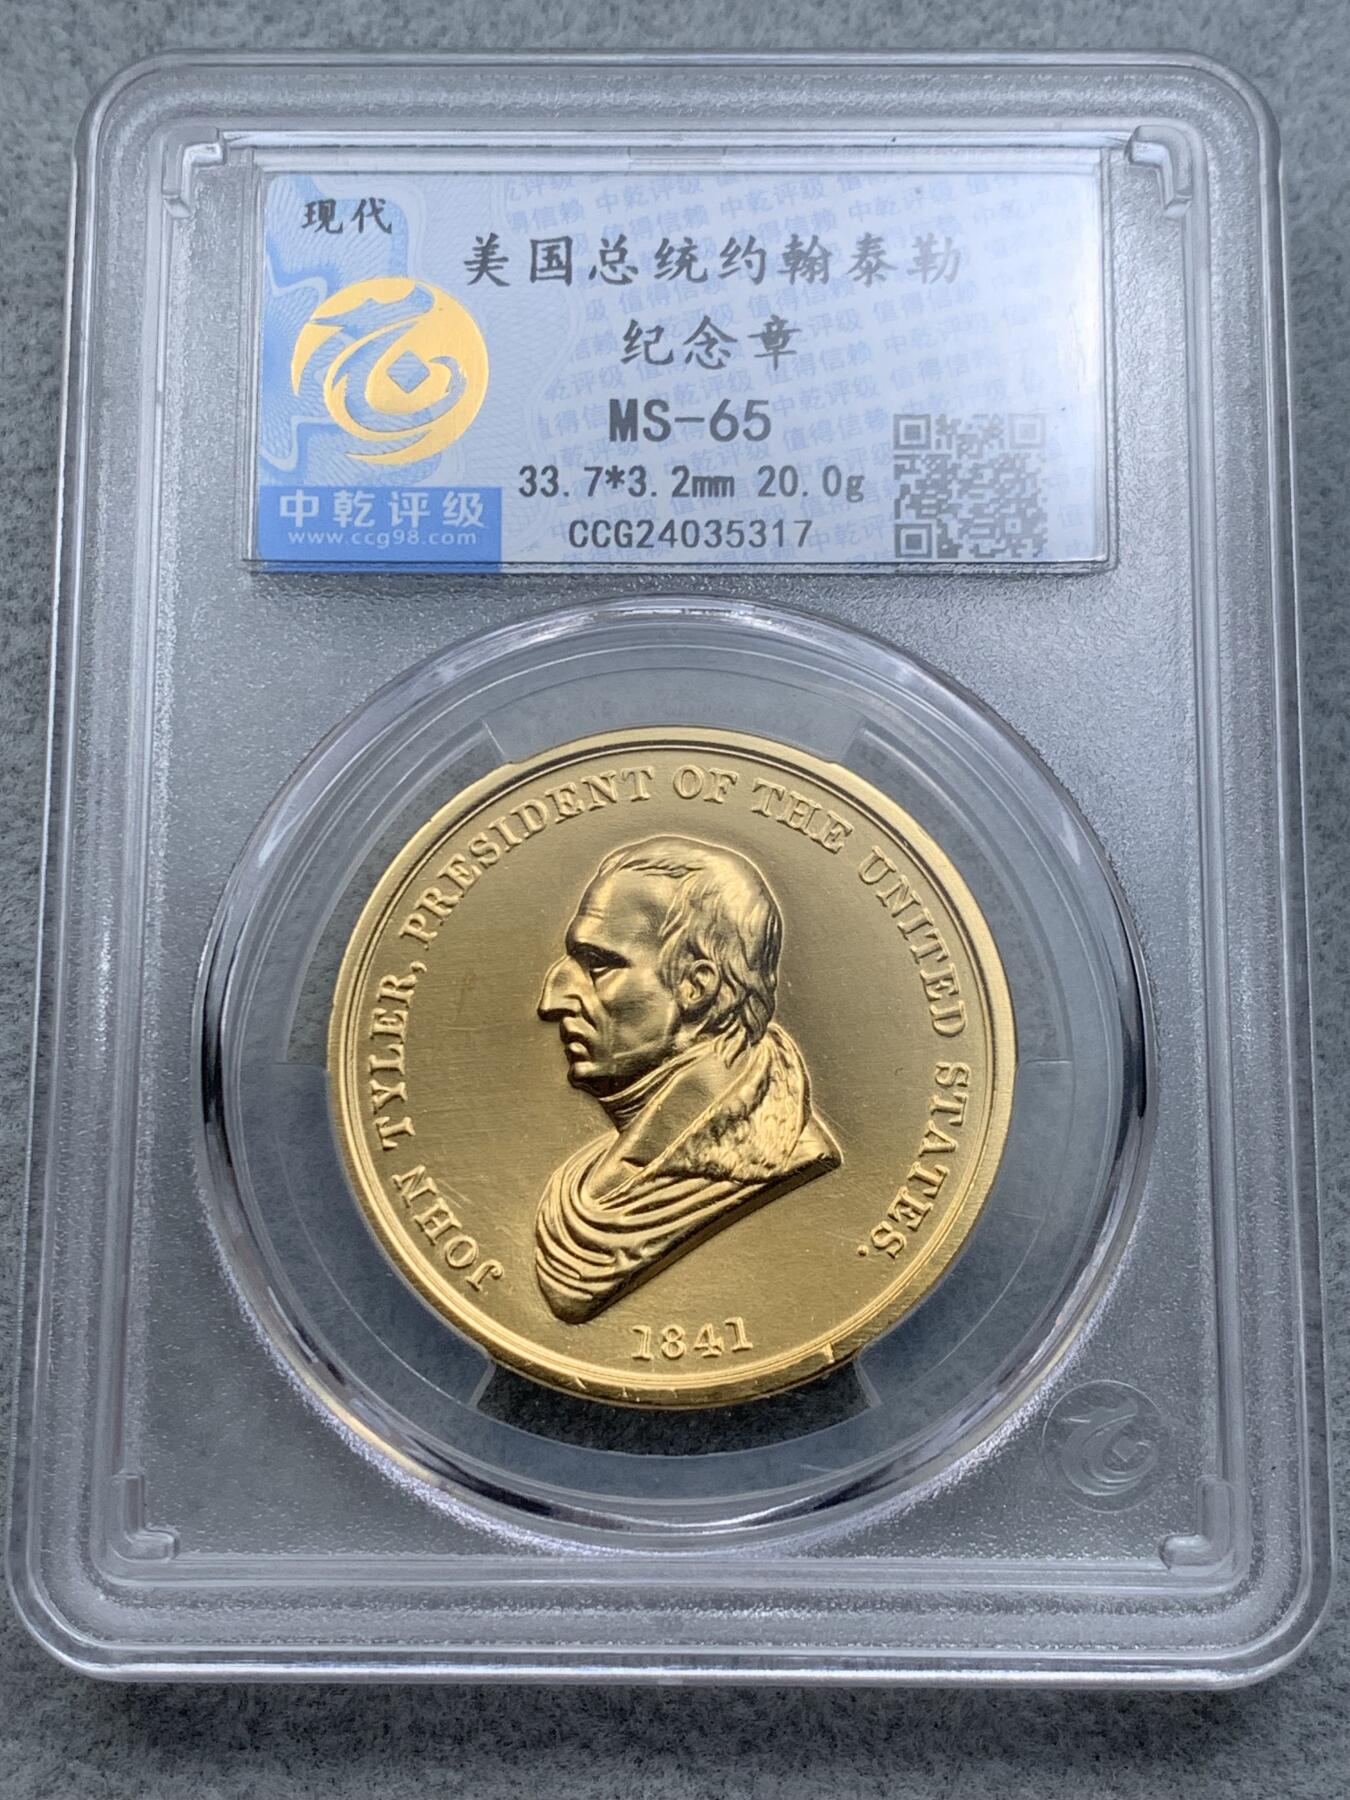 现代
美国总统约翰泰勒
纪念章
MS-65
33.7*3.2mm 20.0g
CCG24035317
中乾评级
www.ccg98.com
JOHN TYLER, PRESIDENT OF THE UNITED STATES.
1841